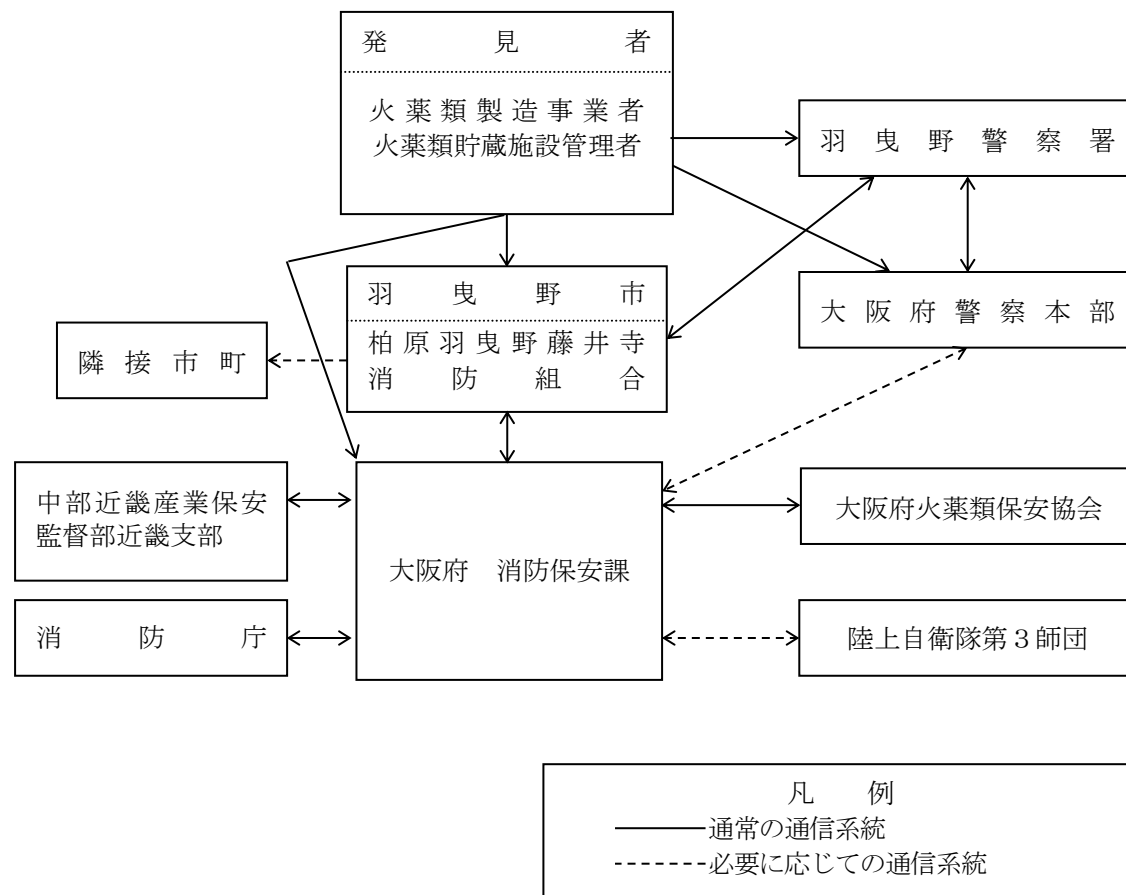 発見者
火薬類製造事業者
火薬類貯蔵施設管理者
羽曳野警察署
羽曳野市
大阪府警察本部
柏原羽曳野藤井寺
消防組合
隣接市町
中部近畿産業保安
監督部近畿支部
大阪府　消防保安課
大阪府火薬類保安協会
消防庁
陸上自衛隊第３師団
凡例
通常の通信系統
必要に応じての通信系統